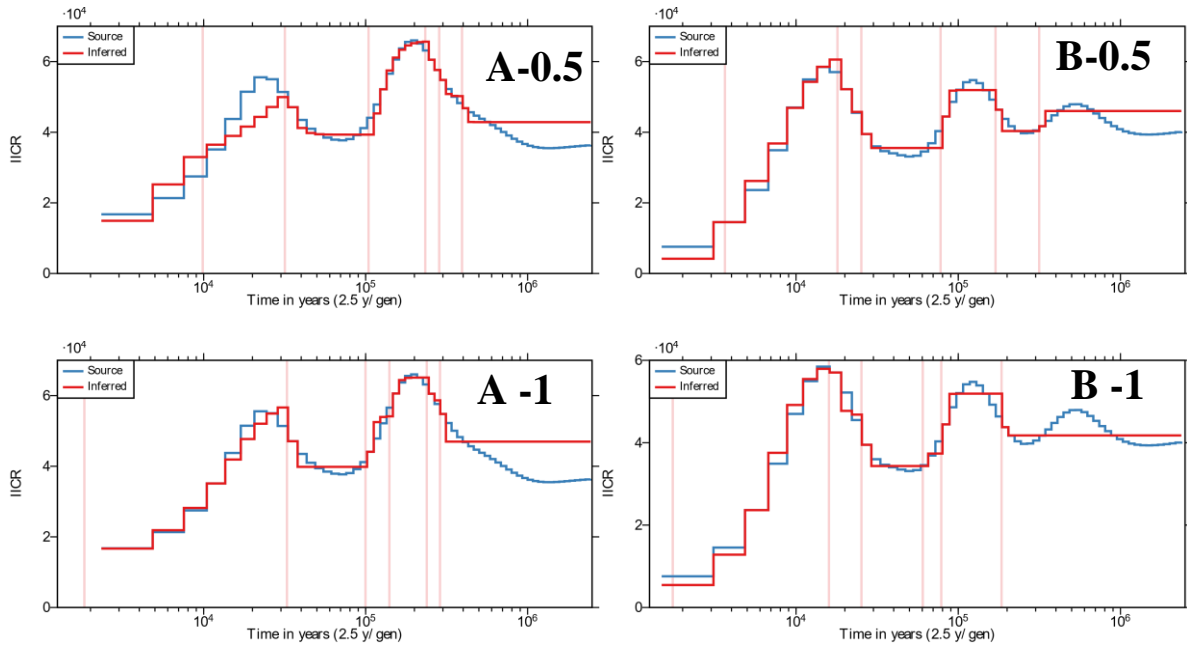 ·10⁴
Source
Inferred
A-0.5
6
4
2
0
IICR
10⁴ 10⁵ 10⁶
Time in years (2.5 y/ gen)
·10⁴
Source
Inferred
B-0.5
6
4
2
0
IICR
10⁴ 10⁵ 10⁶
Time in years (2.5 y/ gen)
·10⁴
Source
Inferred
A -1
6
4
2
0
IICR
10⁴ 10⁵ 10⁶
Time in years (2.5 y/ gen)
·10⁴
6
Source
Inferred
B -1
4
2
0
IICR
10⁴ 10⁵ 10⁶
Time in years (2.5 y/ gen)